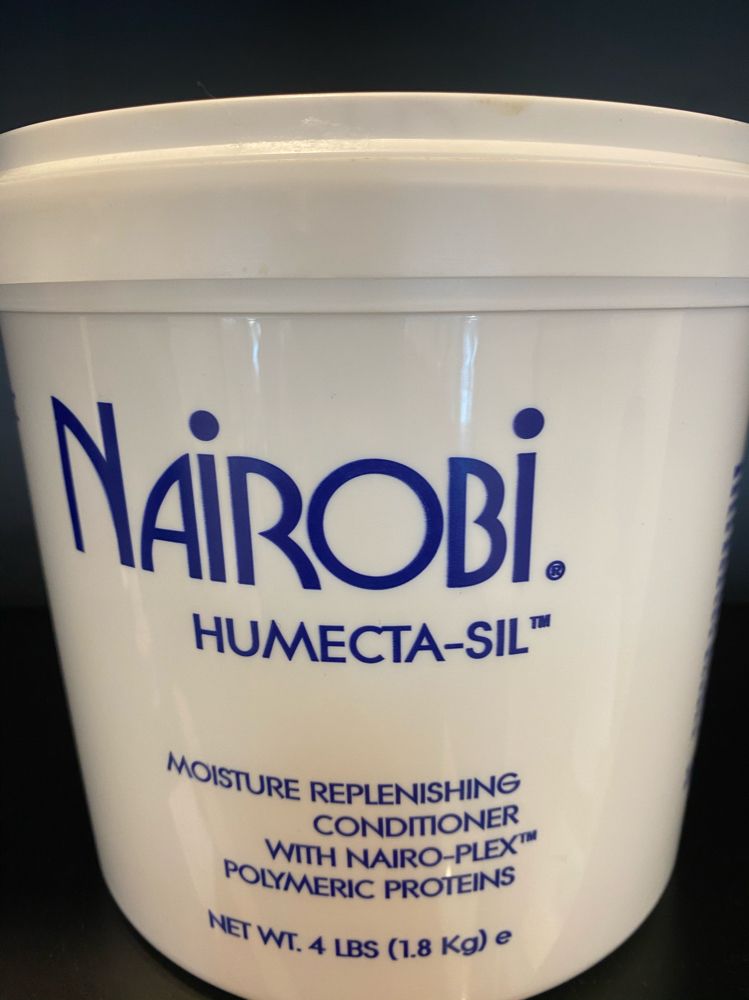 NAiROBi®
HUMECTA-SIL™
MOISTURE REPLENISHING
CONDITIONER
WITH NAIRO-PLEX™
POLYMERIC PROTEINS
NET WT. 4 LBS (1.8 Kg) e